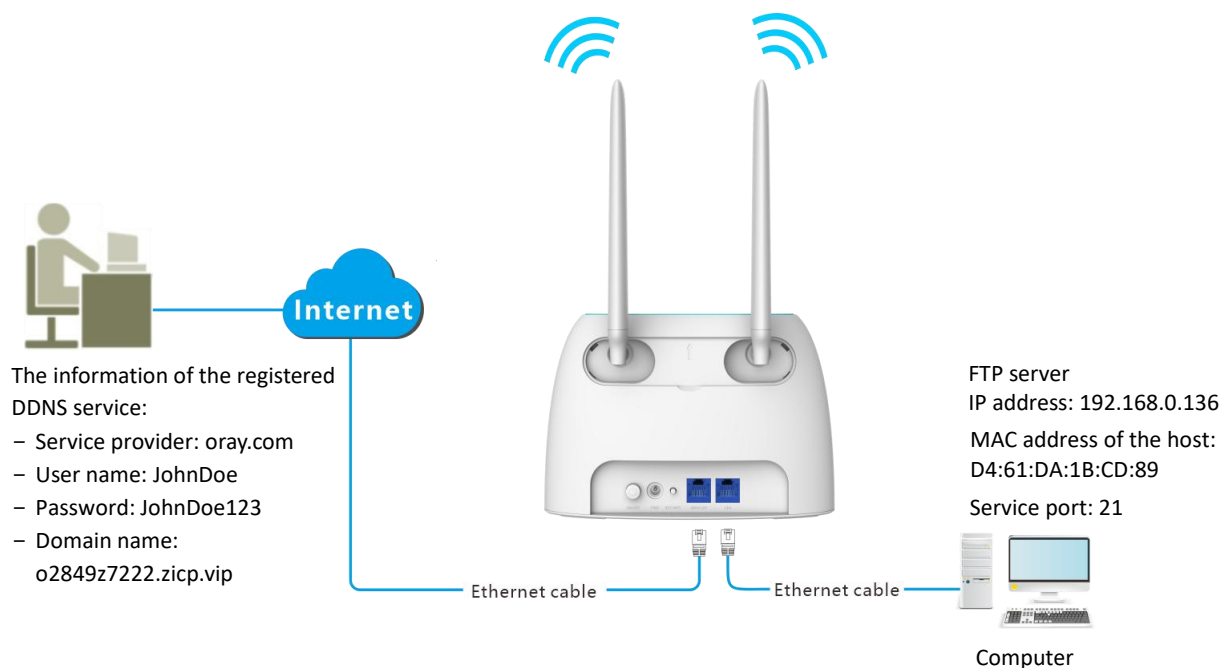 Internet
The information of the registered
DDNS service:
– Service provider: oray.com
– User name: JohnDoe
– Password: JohnDoe123
– Domain name:
o2849z7222.zicp.vip
FTP server
IP address: 192.168.0.136
MAC address of the host:
D4:61:DA:1B:CD:89
Service port: 21
Ethernet cable
Ethernet cable
Computer